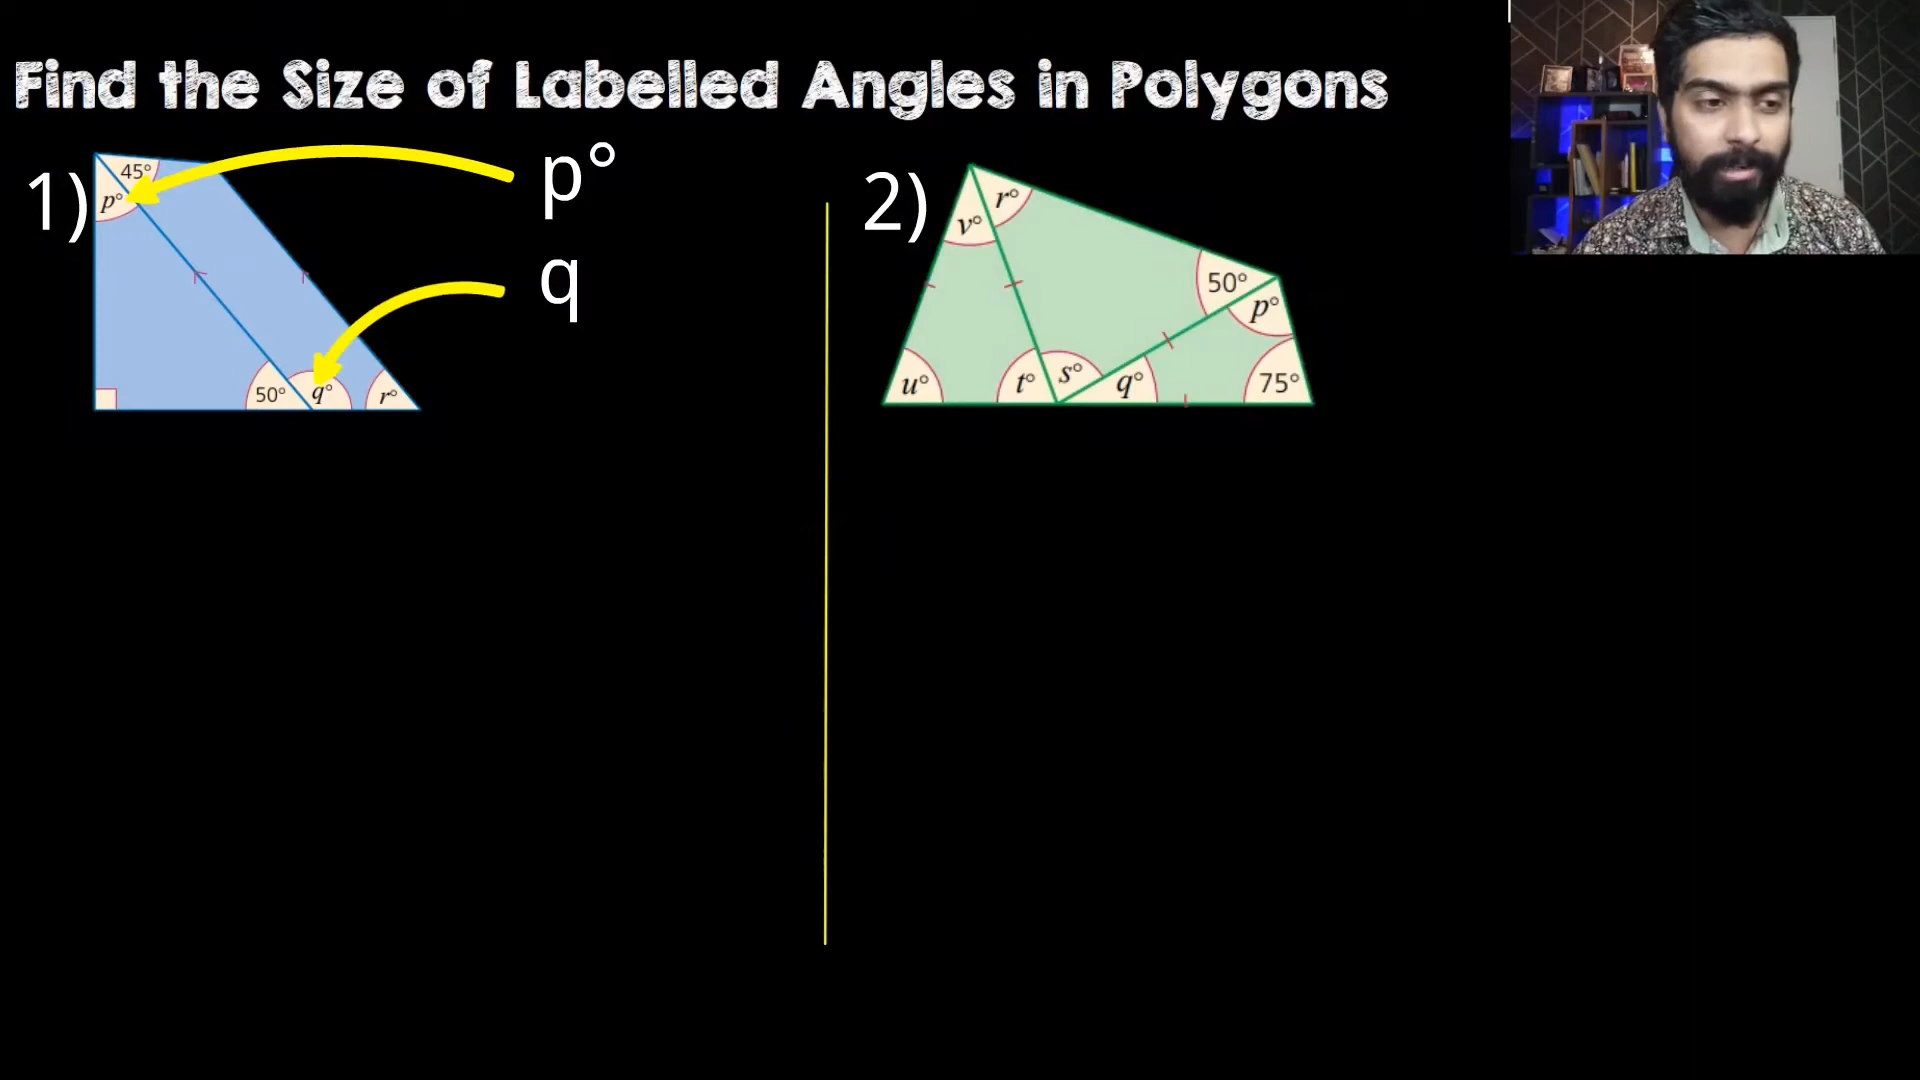 Find the Size of Labelled Angles in Polygons
1)
45°
p°
50°
q°
r°
p°
q
2)
v°
r°
50°
p°
u°
t°
s°
q°
75°